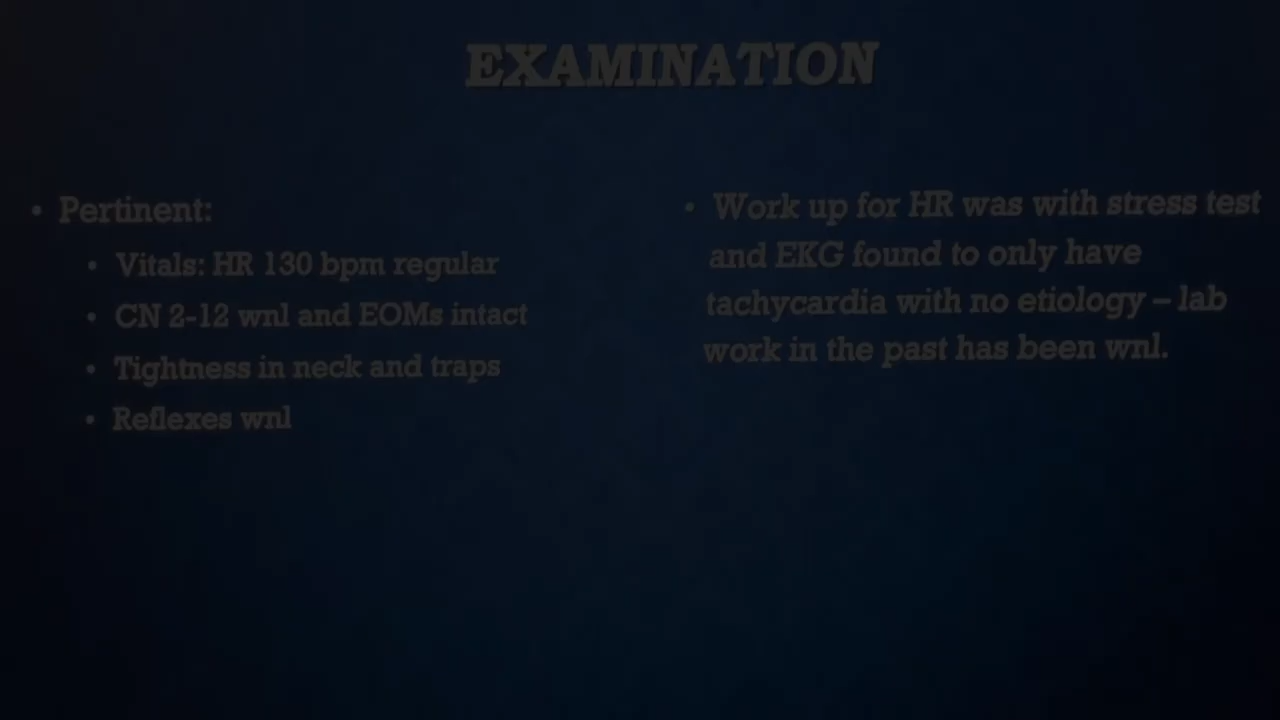 EXAMINATION
• Pertinent:
• Vitals: HR 130 bpm regular
• CN 2-12 wnl and EOMs intact
• Tightness in neck and traps
• Reflexes wnl
• Work up for HR was with stress test
and EKG found to only have
tachycardia with no etiology – lab
work in the past has been wnl.